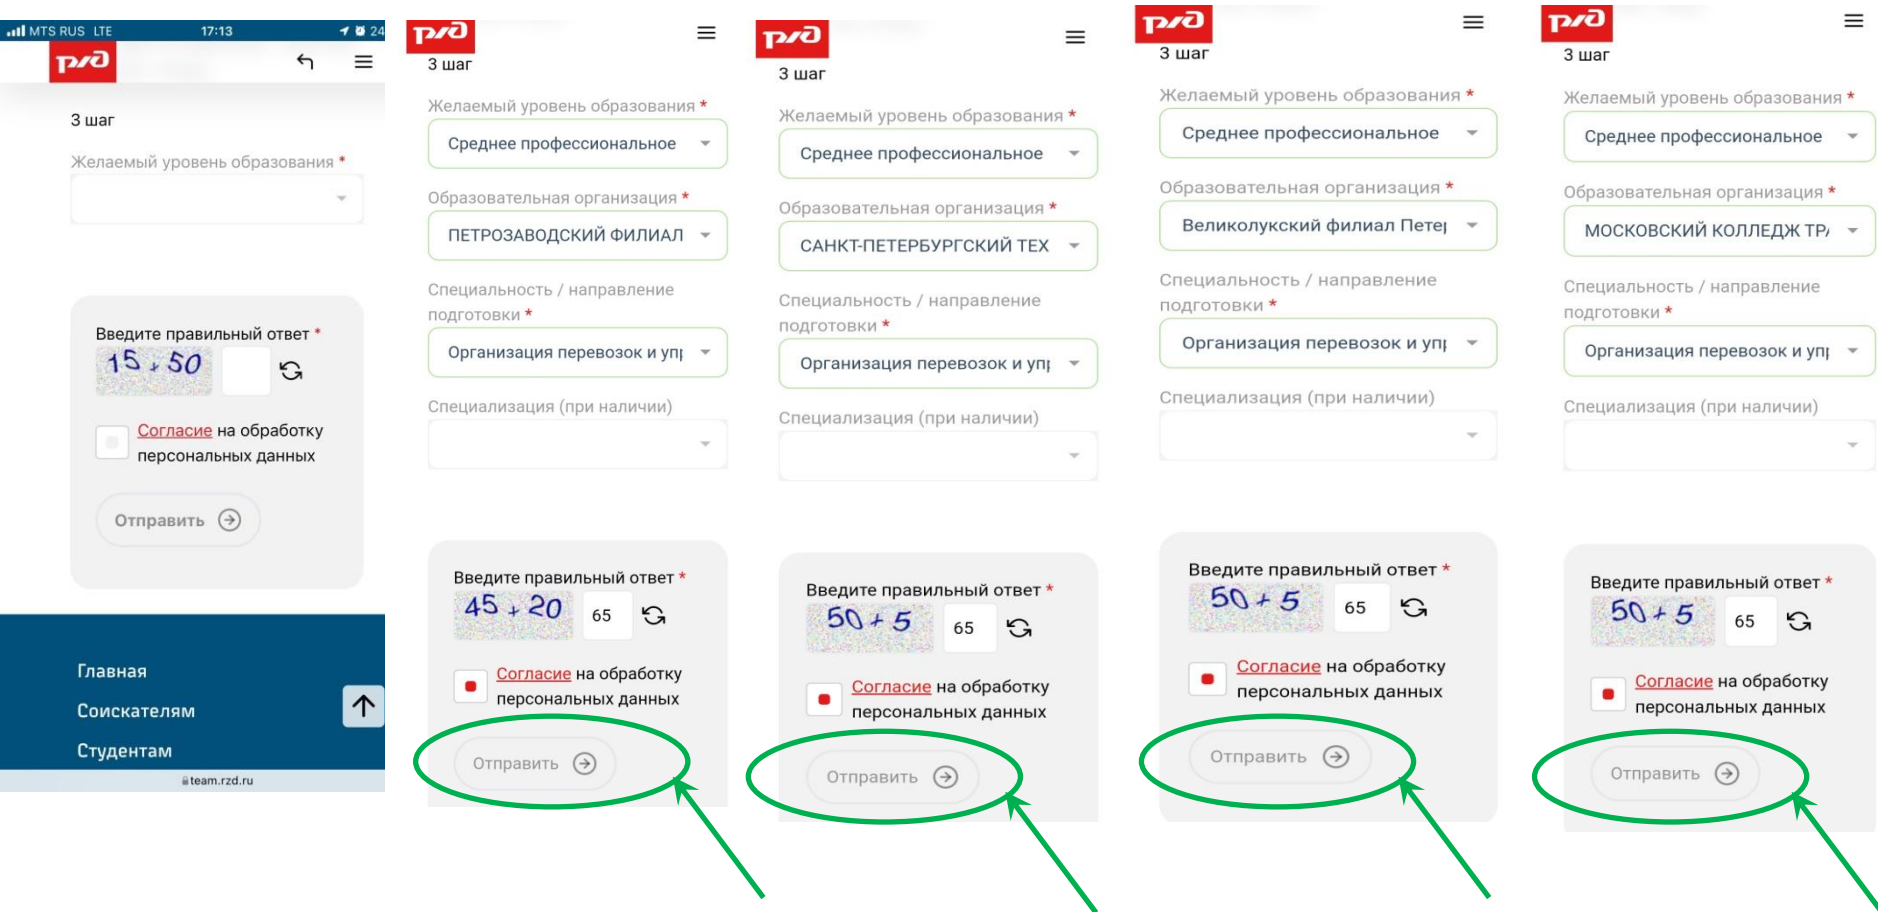 MTS RUS LTE 17:13 24
ржд
3 шаг
Желаемый уровень образования *
Введите правильный ответ *
15 + 50
Согласие на обработку
персональных данных
Отправить
Главная
Соискателям
Студентам
team.rzd.ru
ржд
3 шаг
Желаемый уровень образования *
Среднее профессиональное
Образовательная организация *
ПЕТРОЗАВОДСКИЙ ФИЛИАЛ
Специальность / направление
подготовки *
Организация перевозок и упр
Специализация (при наличии)
Введите правильный ответ *
45 + 20 65
Согласие на обработку
персональных данных
Отправить
ржд
3 шаг
Желаемый уровень образования *
Среднее профессиональное
Образовательная организация *
САНКТ-ПЕТЕРБУРГСКИЙ ТЕХ
Специальность / направление
подготовки *
Организация перевозок и упр
Специализация (при наличии)
Введите правильный ответ *
50 + 5 65
Согласие на обработку
персональных данных
Отправить
ржд
3 шаг
Желаемый уровень образования *
Среднее профессиональное
Образовательная организация *
Великолукский филиал Петер
Специальность / направление
подготовки *
Организация перевозок и упр
Специализация (при наличии)
Введите правильный ответ *
50 + 5 65
Согласие на обработку
персональных данных
Отправить
ржд
3 шаг
Желаемый уровень образования *
Среднее профессиональное
Образовательная организация *
МОСКОВСКИЙ КОЛЛЕДЖ ТРА
Специальность / направление
подготовки *
Организация перевозок и упр
Специализация (при наличии)
Введите правильный ответ *
50 + 5 65
Согласие на обработку
персональных данных
Отправить